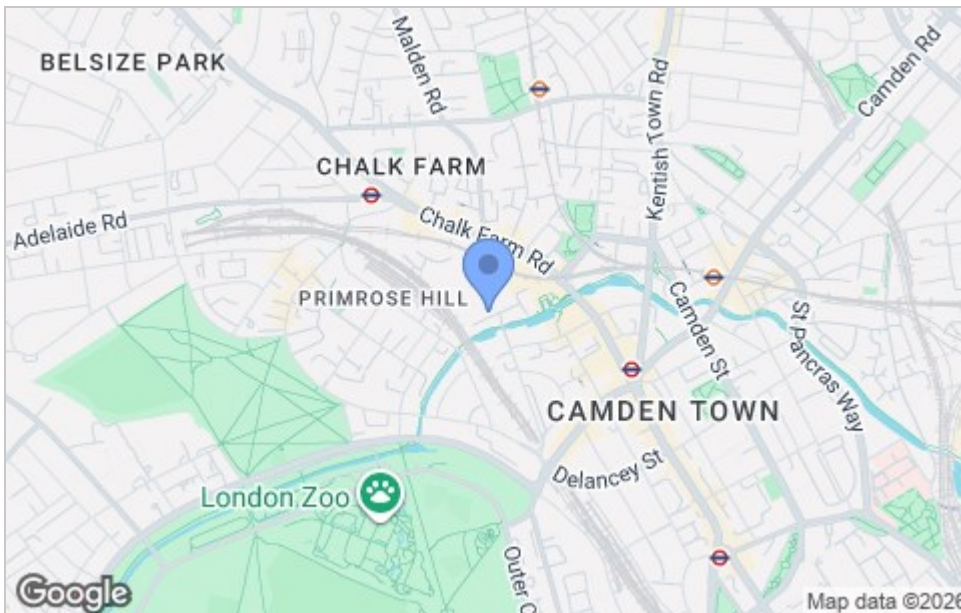 BELSIZE PARK
Malden Rd
Camden Rd
Kentish Town Rd
CHALK FARM
Adelaide Rd
Chalk Farm Rd
PRIMROSE HILL
Camden St
St Pancras Way
CAMDEN TOWN
Delancey St
London Zoo
Outer C
Google
Map data ©2026